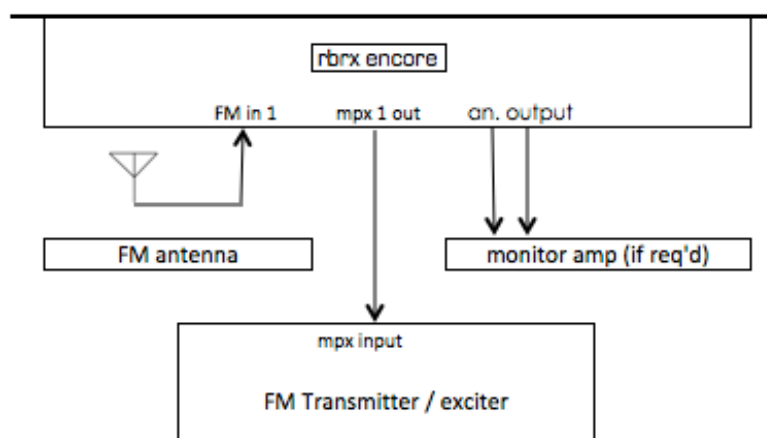 rbrx encore
FM in 1 mpx 1 out an. output
FM antenna monitor amp (if req'd)
mpx input
FM Transmitter / exciter